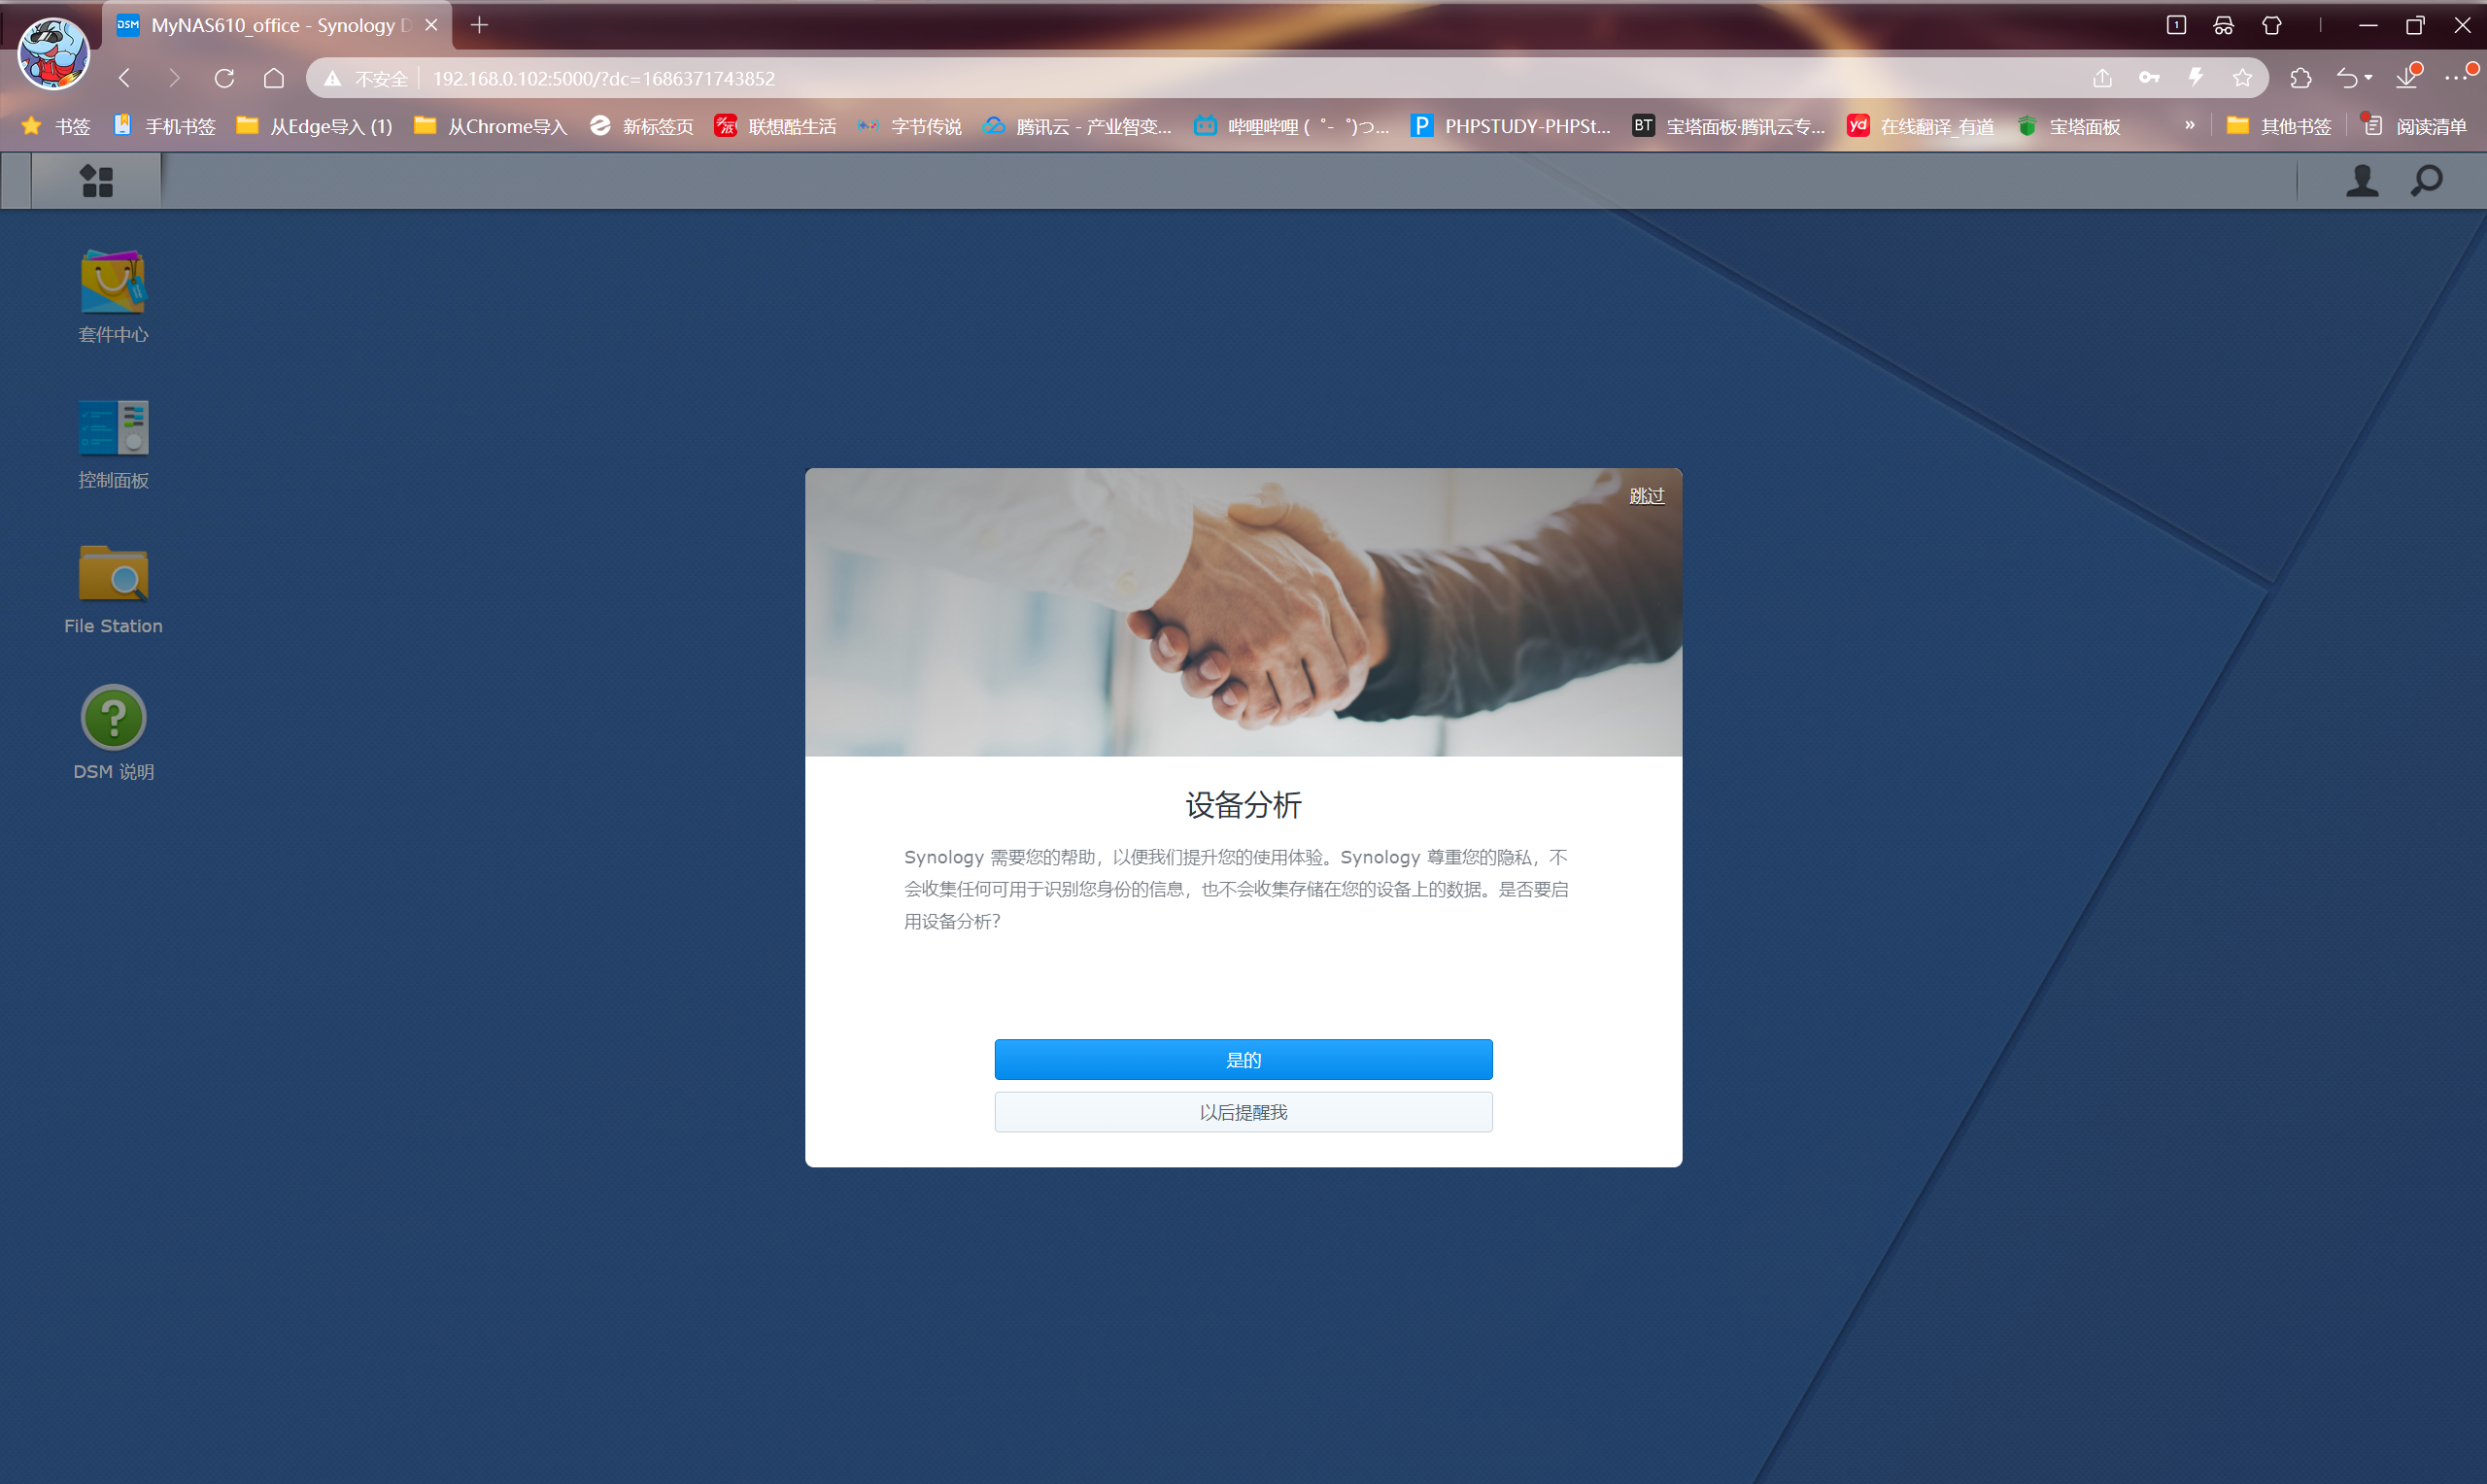 DSM MyNAS610_office - Synology D
1
不安全 192.168.0.102:5000/?dc=1686371743852
书签 手机书签 从Edge导入 (1) 从Chrome导入 新标签页 联想酷生活 字节传说 腾讯云 - 产业智变... 哔哩哔哩 (゜-゜)つ... P PHPSTUDY-PHPSt... BT 宝塔面板·腾讯云专... yd 在线翻译_有道 宝塔面板 » 其他书签 阅读清单
套件中心
控制面板
File Station
DSM 说明
跳过
设备分析
Synology 需要您的帮助，以便我们提升您的使用体验。Synology 尊重您的隐私，不
会收集任何可用于识别您身份的信息，也不会收集存储在您的设备上的数据。是否要启
用设备分析？
是的
以后提醒我